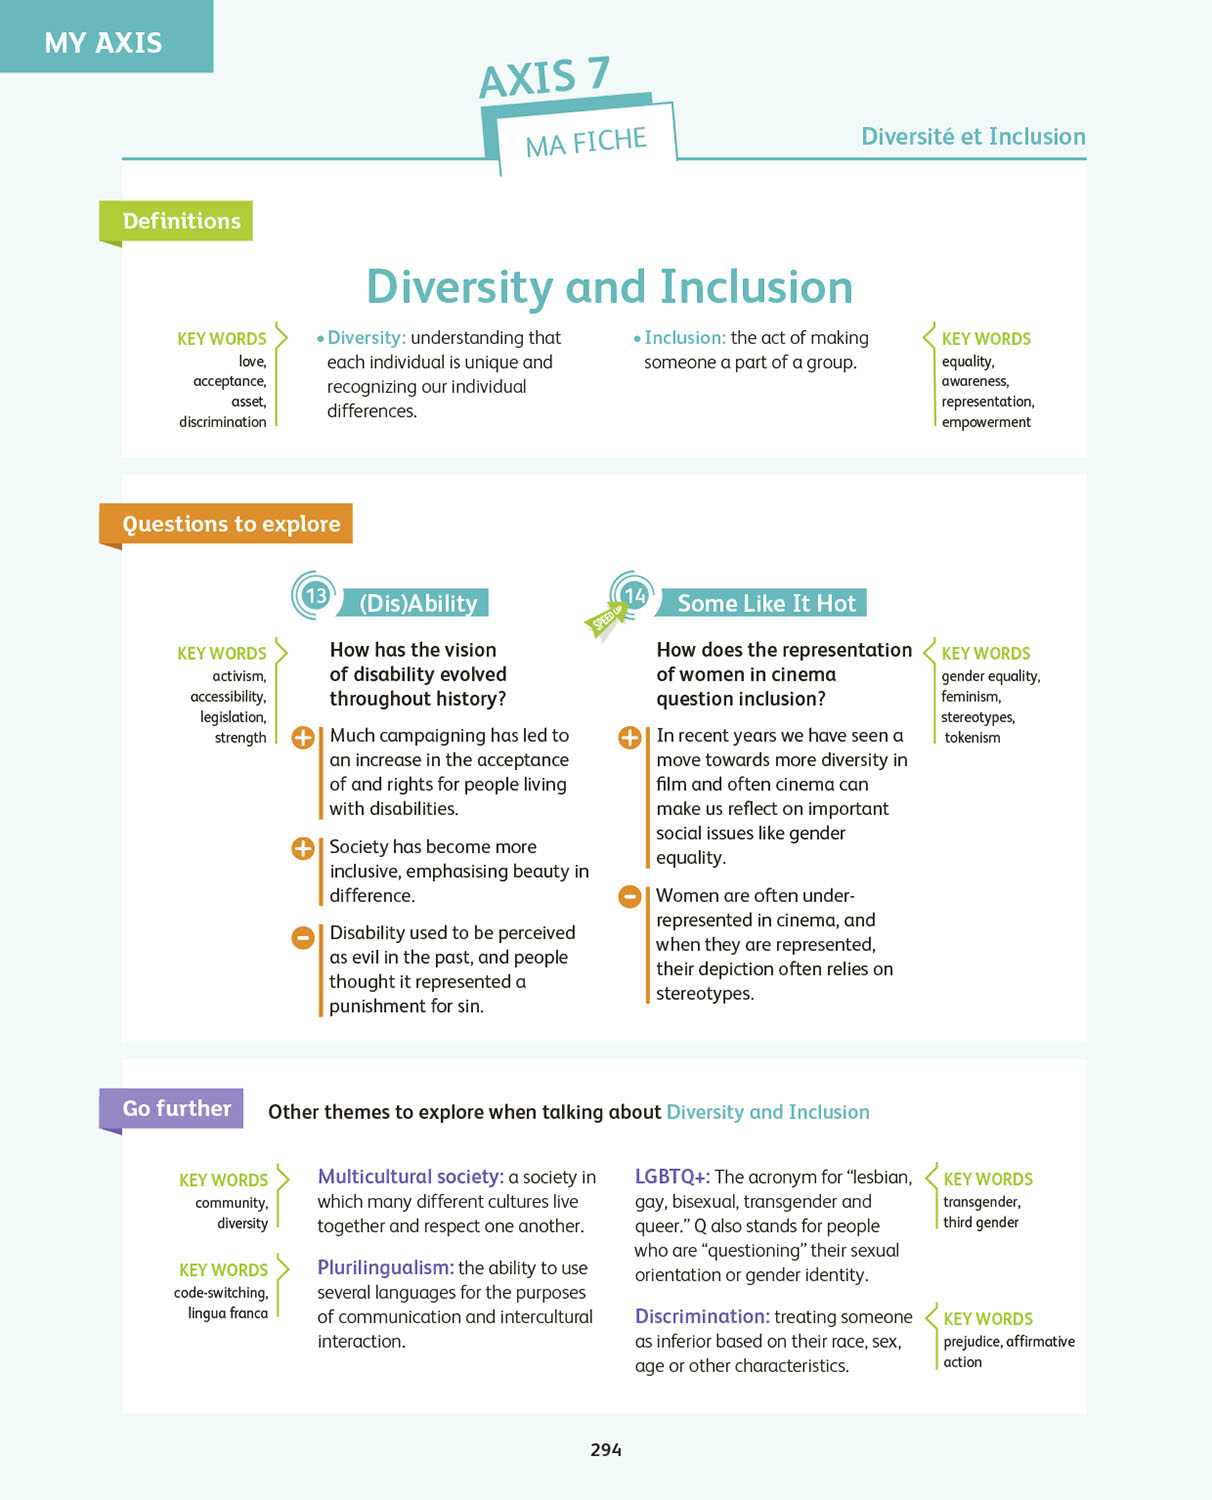 MY AXIS
AXIS 7
MA FICHE
Diversité et Inclusion
Definitions
Diversity and Inclusion
KEY WORDS
love,
acceptance,
asset,
discrimination
• Diversity: understanding that
each individual is unique and
recognizing our individual
differences.
• Inclusion: the act of making
someone a part of a group.
KEY WORDS
equality,
awareness,
representation,
empowerment
Questions to explore
13 (Dis)Ability
KEY WORDS
activism,
accessibility,
legislation,
strength
How has the vision
of disability evolved
throughout history?
+ Much campaigning has led to
an increase in the acceptance
of and rights for people living
with disabilities.
+ Society has become more
inclusive, emphasising beauty in
difference.
- Disability used to be perceived
as evil in the past, and people
thought it represented a
punishment for sin.
SPEED UP
14 Some Like It Hot
How does the representation
of women in cinema
question inclusion?
+ In recent years we have seen a
move towards more diversity in
film and often cinema can
make us reflect on important
social issues like gender
equality.
- Women are often under-
represented in cinema, and
when they are represented,
their depiction often relies on
stereotypes.
KEY WORDS
gender equality,
feminism,
stereotypes,
tokenism
Go further
Other themes to explore when talking about Diversity and Inclusion
KEY WORDS
community,
diversity
Multicultural society: a society in
which many different cultures live
together and respect one another.
KEY WORDS
code-switching,
lingua franca
Plurilingualism: the ability to use
several languages for the purposes
of communication and intercultural
interaction.
LGBTQ+: The acronym for “lesbian,
gay, bisexual, transgender and
queer.” Q also stands for people
who are “questioning” their sexual
orientation or gender identity.
KEY WORDS
transgender,
third gender
Discrimination: treating someone
as inferior based on their race, sex,
age or other characteristics.
KEY WORDS
prejudice, affirmative
action
294